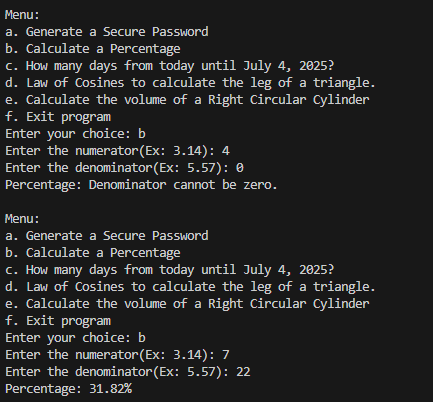 Menu:
a. Generate a Secure Password
b. Calculate a Percentage
c. How many days from today until July 4, 2025?
d. Law of Cosines to calculate the leg of a triangle.
e. Calculate the volume of a Right Circular Cylinder
f. Exit program
Enter your choice: b
Enter the numerator(Ex: 3.14): 4
Enter the denominator(Ex: 5.57): 0
Percentage: Denominator cannot be zero.

Menu:
a. Generate a Secure Password
b. Calculate a Percentage
c. How many days from today until July 4, 2025?
d. Law of Cosines to calculate the leg of a triangle.
e. Calculate the volume of a Right Circular Cylinder
f. Exit program
Enter your choice: b
Enter the numerator(Ex: 3.14): 7
Enter the denominator(Ex: 5.57): 22
Percentage: 31.82%